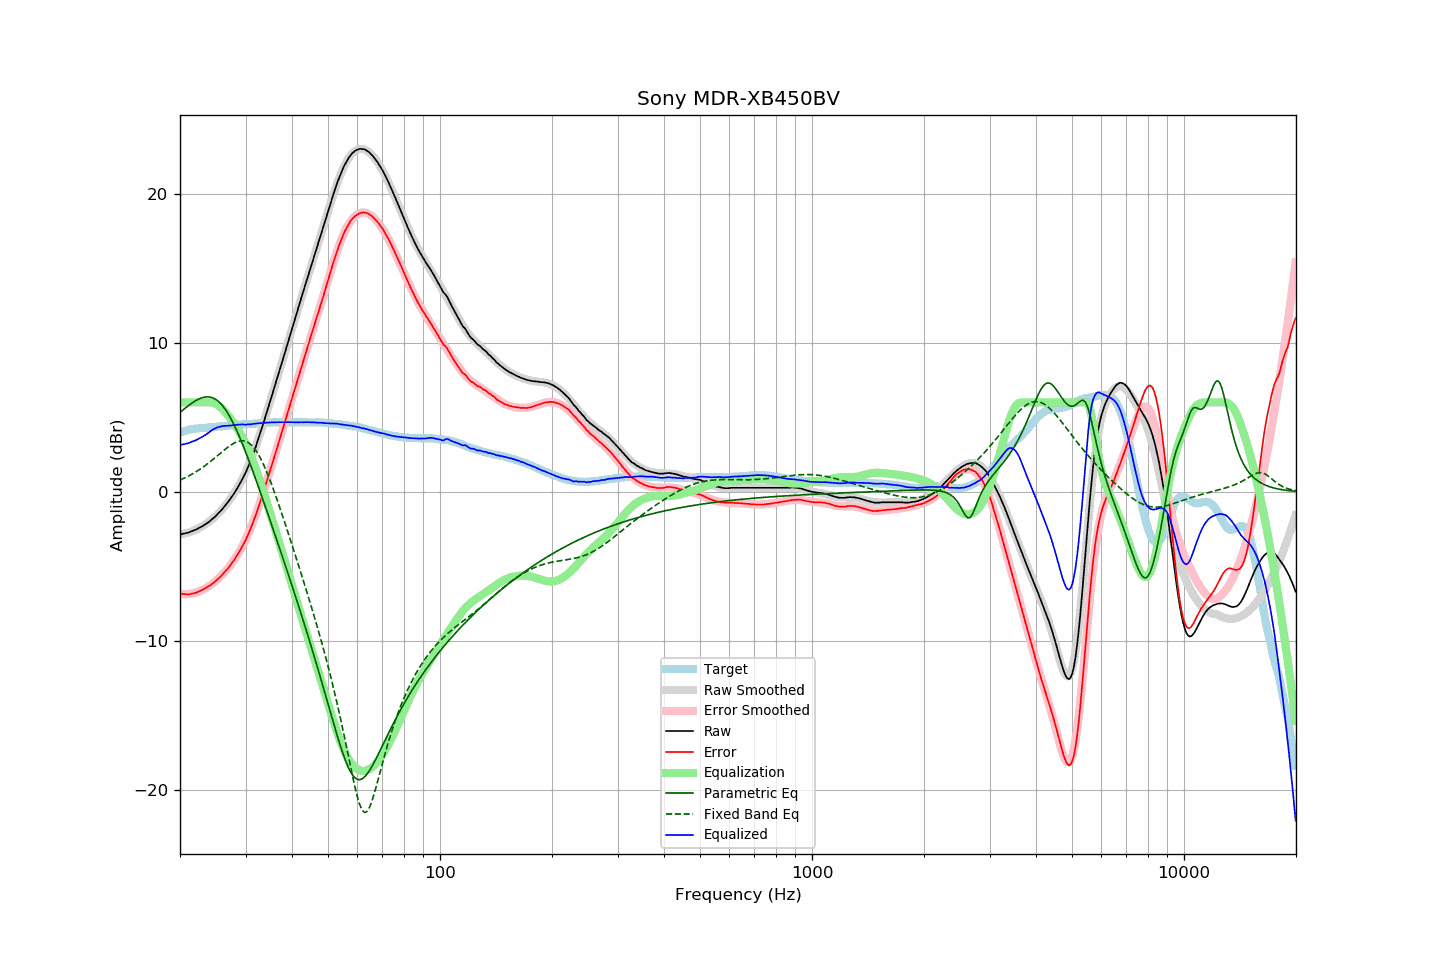 Sony MDR-XB450BV
Amplitude (dBr)
20
10
0
−10
−20
100
1000
10000
Frequency (Hz)
Target
Raw Smoothed
Error Smoothed
Raw
Error
Equalization
Parametric Eq
Fixed Band Eq
Equalized